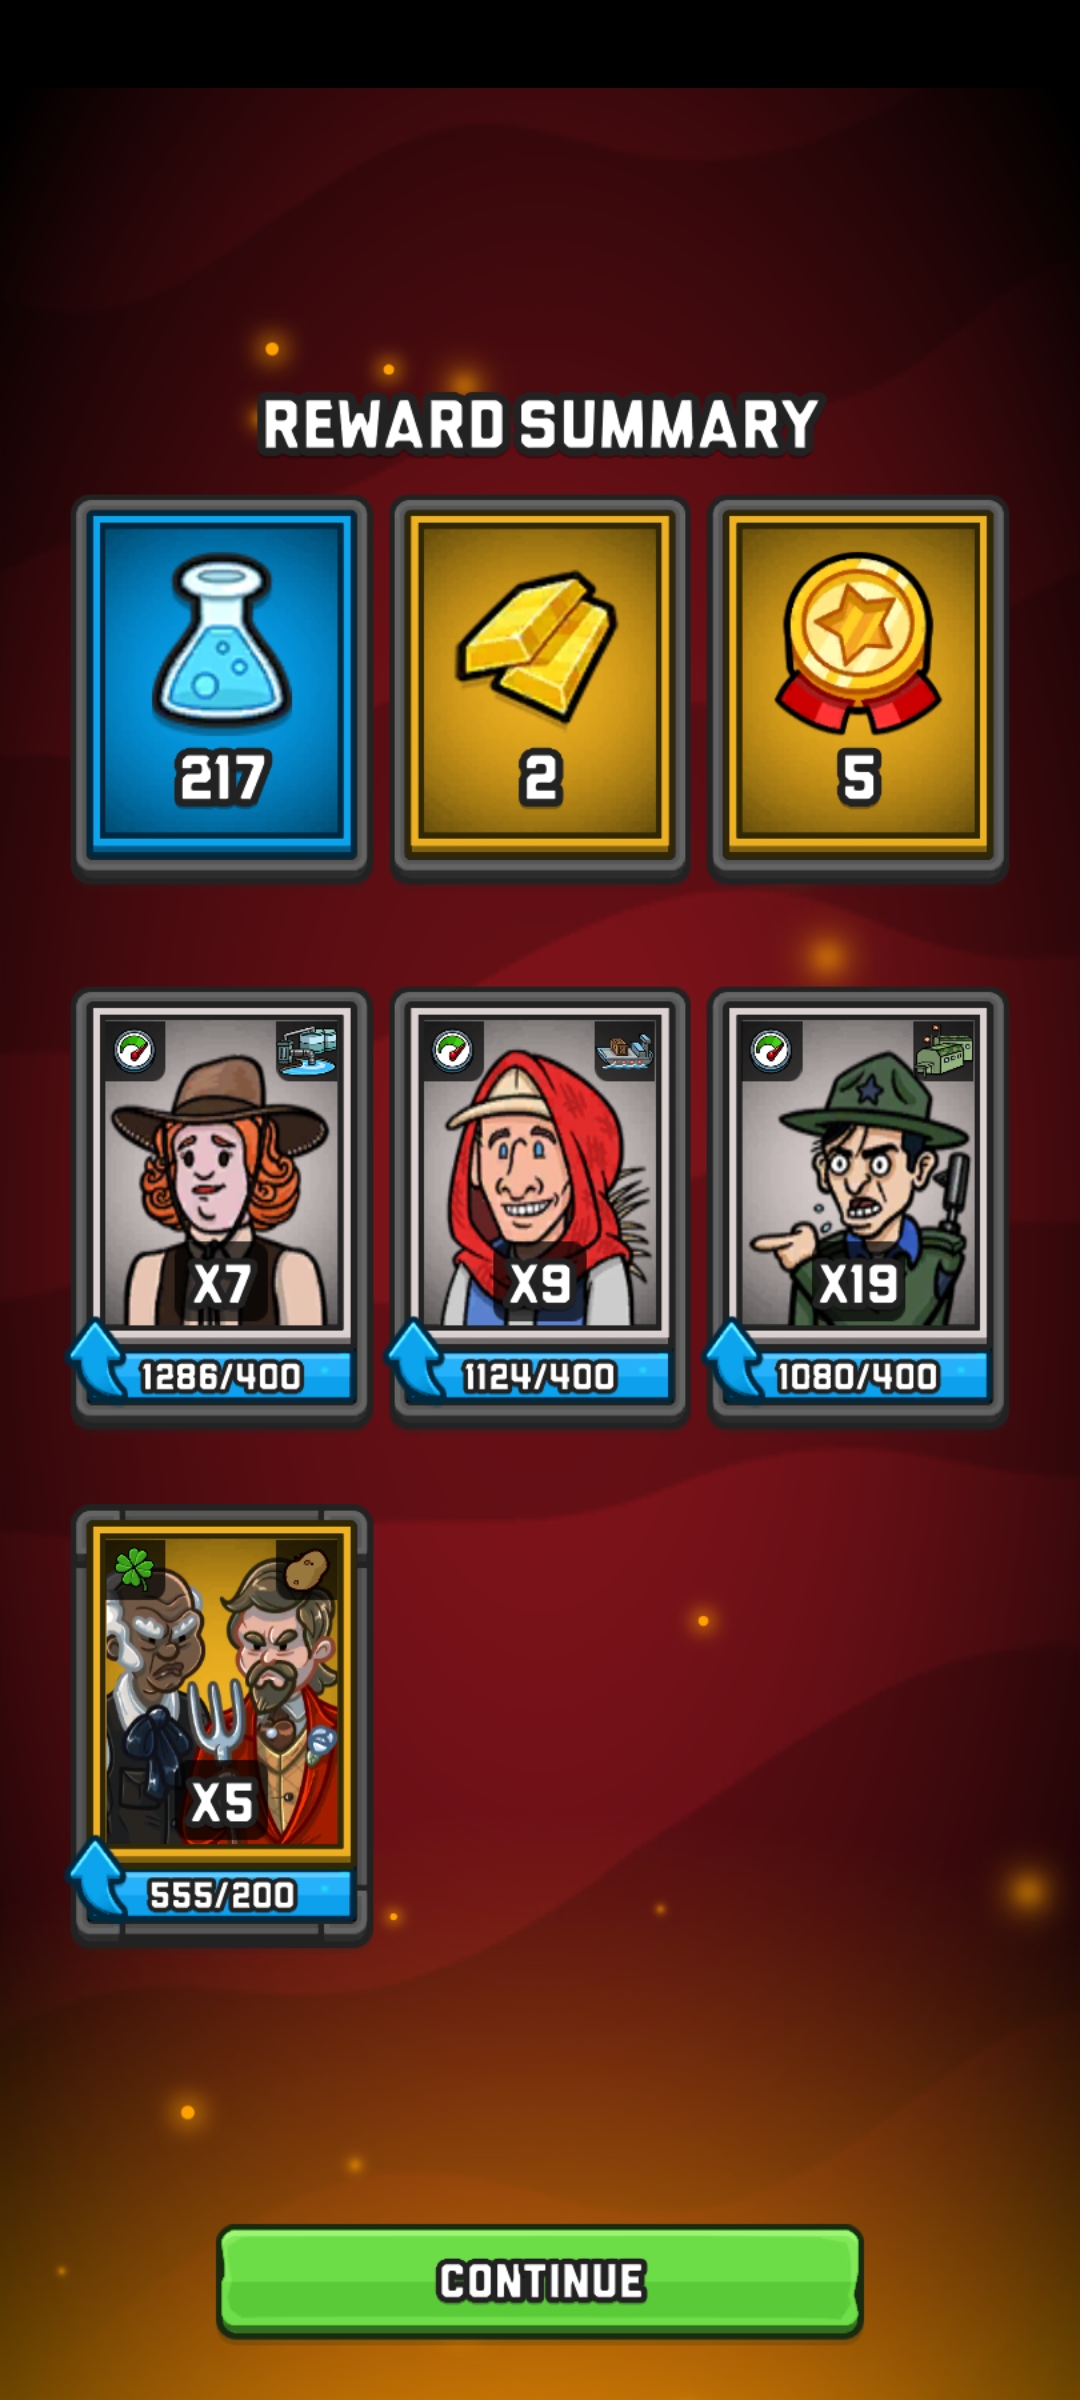 REWARD SUMMARY
217
2
5
X7
X9
X19
1286/400
1124/400
1080/400
X5
555/200
CONTINUE